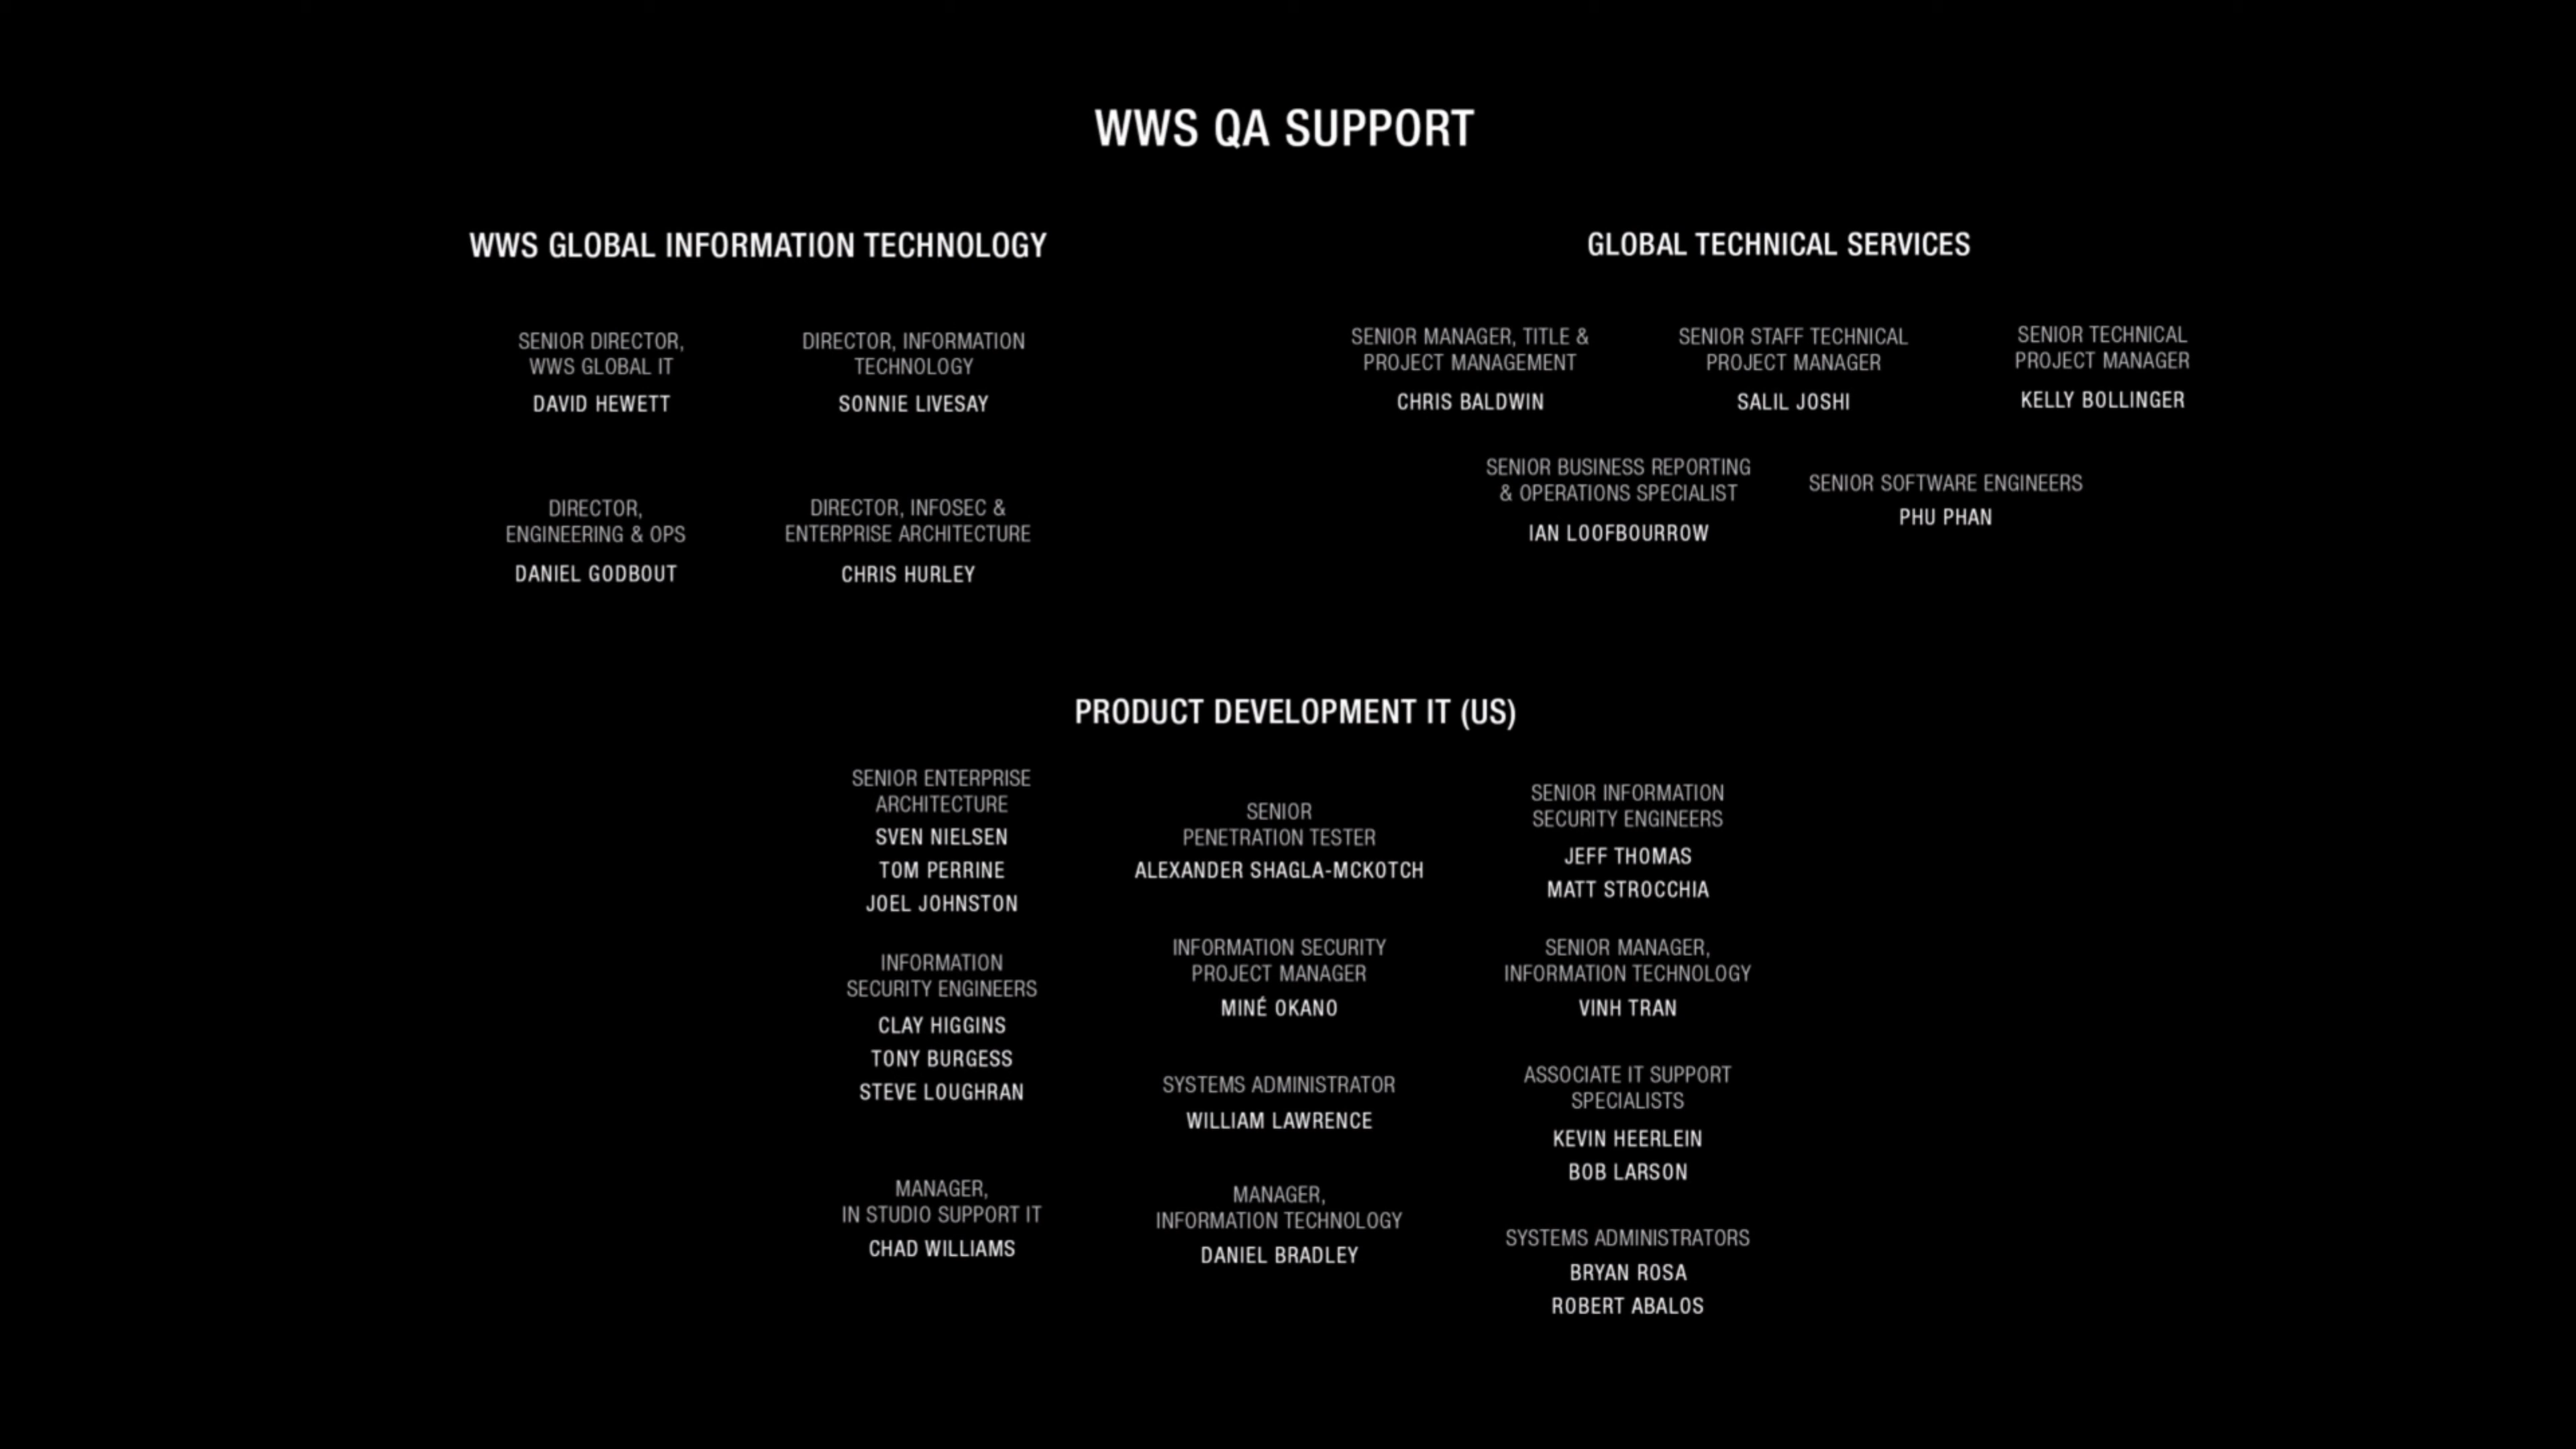 WWS QA SUPPORT
WWS GLOBAL INFORMATION TECHNOLOGY
SENIOR DIRECTOR,
WWS GLOBAL IT
DAVID HEWETT
DIRECTOR, INFORMATION
TECHNOLOGY
SONNIE LIVESAY
DIRECTOR,
ENGINEERING & OPS
DANIEL GODBOUT
DIRECTOR, INFOSEC &
ENTERPRISE ARCHITECTURE
CHRIS HURLEY
GLOBAL TECHNICAL SERVICES
SENIOR MANAGER, TITLE &
PROJECT MANAGEMENT
CHRIS BALDWIN
SENIOR STAFF TECHNICAL
PROJECT MANAGER
SALIL JOSHI
SENIOR TECHNICAL
PROJECT MANAGER
KELLY BOLLINGER
SENIOR BUSINESS REPORTING
& OPERATIONS SPECIALIST
IAN LOOFBOURROW
SENIOR SOFTWARE ENGINEERS
PHU PHAN
PRODUCT DEVELOPMENT IT (US)
SENIOR ENTERPRISE
ARCHITECTURE
SVEN NIELSEN
TOM PERRINE
JOEL JOHNSTON
SENIOR
PENETRATION TESTER
ALEXANDER SHAGLA-MCKOTCH
SENIOR INFORMATION
SECURITY ENGINEERS
JEFF THOMAS
MATT STROCCHIA
INFORMATION
SECURITY ENGINEERS
CLAY HIGGINS
TONY BURGESS
STEVE LOUGHRAN
INFORMATION SECURITY
PROJECT MANAGER
MINÉ OKANO
SENIOR MANAGER,
INFORMATION TECHNOLOGY
VINH TRAN
SYSTEMS ADMINISTRATOR
WILLIAM LAWRENCE
ASSOCIATE IT SUPPORT
SPECIALISTS
KEVIN HEERLEIN
BOB LARSON
MANAGER,
IN STUDIO SUPPORT IT
CHAD WILLIAMS
MANAGER,
INFORMATION TECHNOLOGY
DANIEL BRADLEY
SYSTEMS ADMINISTRATORS
BRYAN ROSA
ROBERT ABALOS